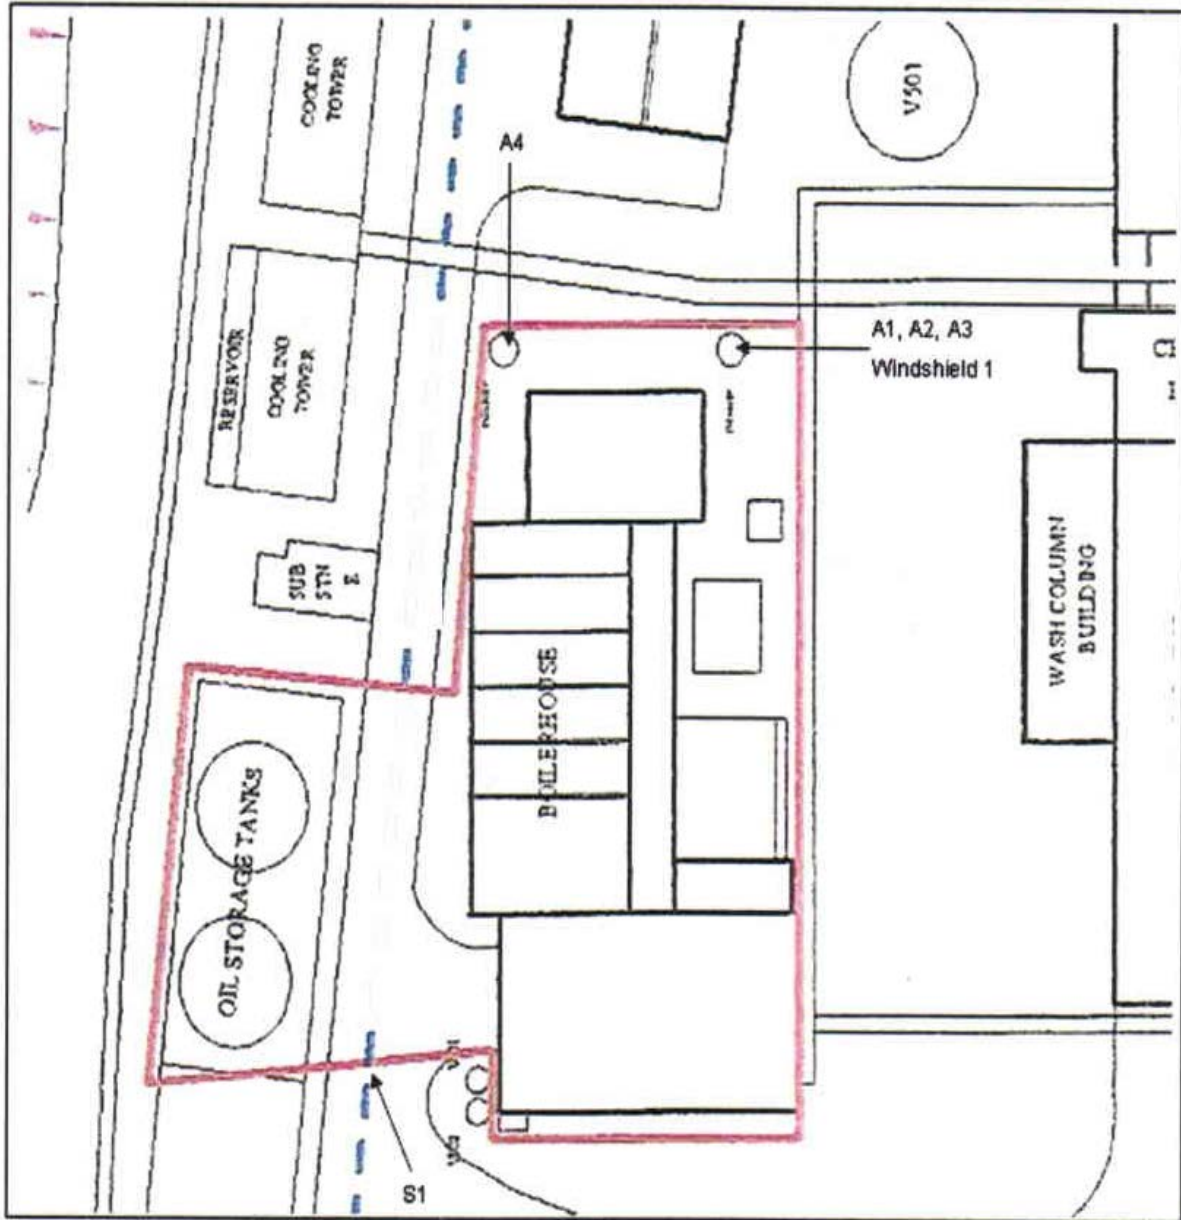 COOLING
TOWER
V501
A4
A1, A2, A3
Windshield 1
RESERVOIR
COOLING
TOWER
SUB
STN
E
WASH COLUMN
BUILDING
BOILERHOUSE
OIL STORAGE TANKS
S1